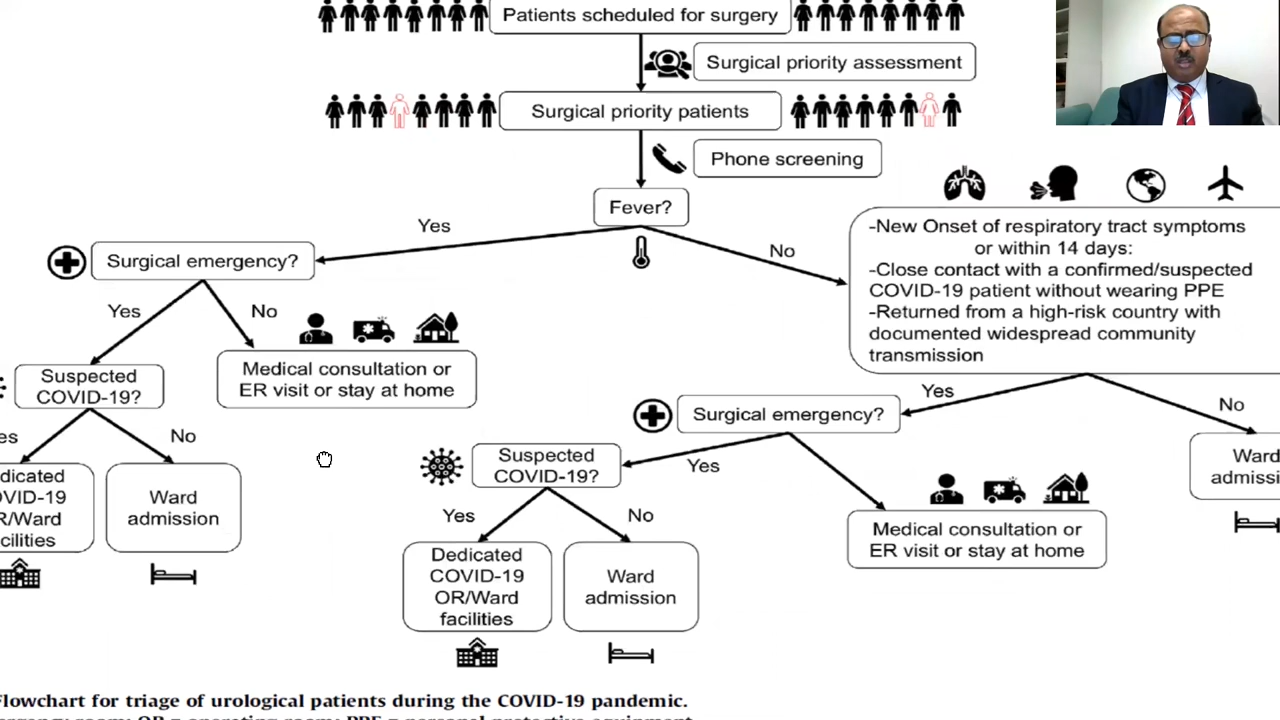 Patients scheduled for surgery
Surgical priority assessment
Surgical priority patients
Phone screening
Fever?
Yes
No
Surgical emergency?
Yes
No
Medical consultation or
ER visit or stay at home
Suspected
COVID-19?
No
Ward
admission
-New Onset of respiratory tract symptoms
or within 14 days:
-Close contact with a confirmed/suspected
COVID-19 patient without wearing PPE
-Returned from a high-risk country with
documented widespread community
transmission
Yes
No
Surgical emergency?
Yes
Suspected
COVID-19?
Yes
No
Dedicated
COVID-19
OR/Ward
facilities
Ward
admission
Medical consultation or
ER visit or stay at home
Ward
Flowchart for triage of urological patients during the COVID-19 pandemic.